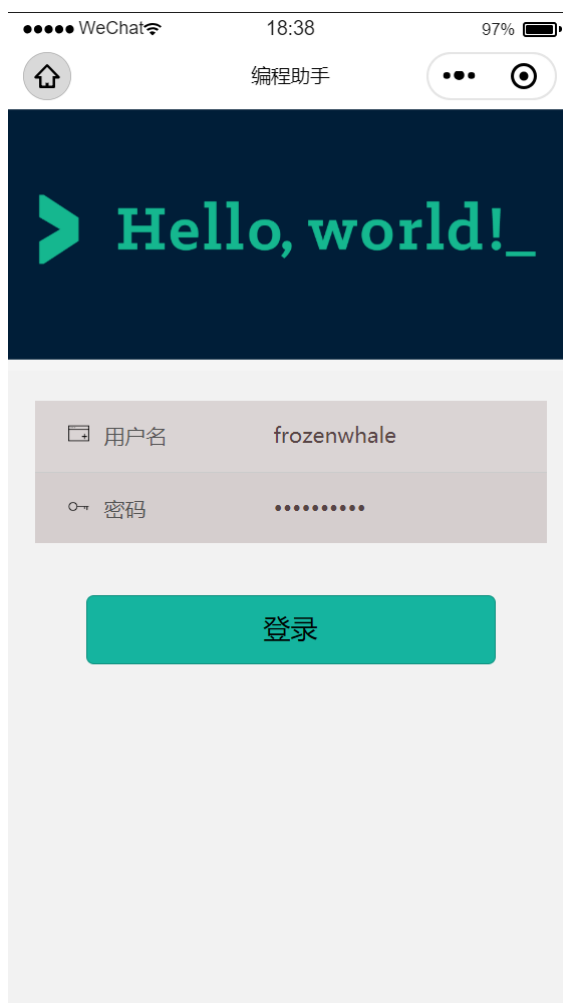 ●●●●● WeChat 18:38 97%
编程助手
> Hello, world!_
用户名 frozenwhale
密码 ••••••••••
登录